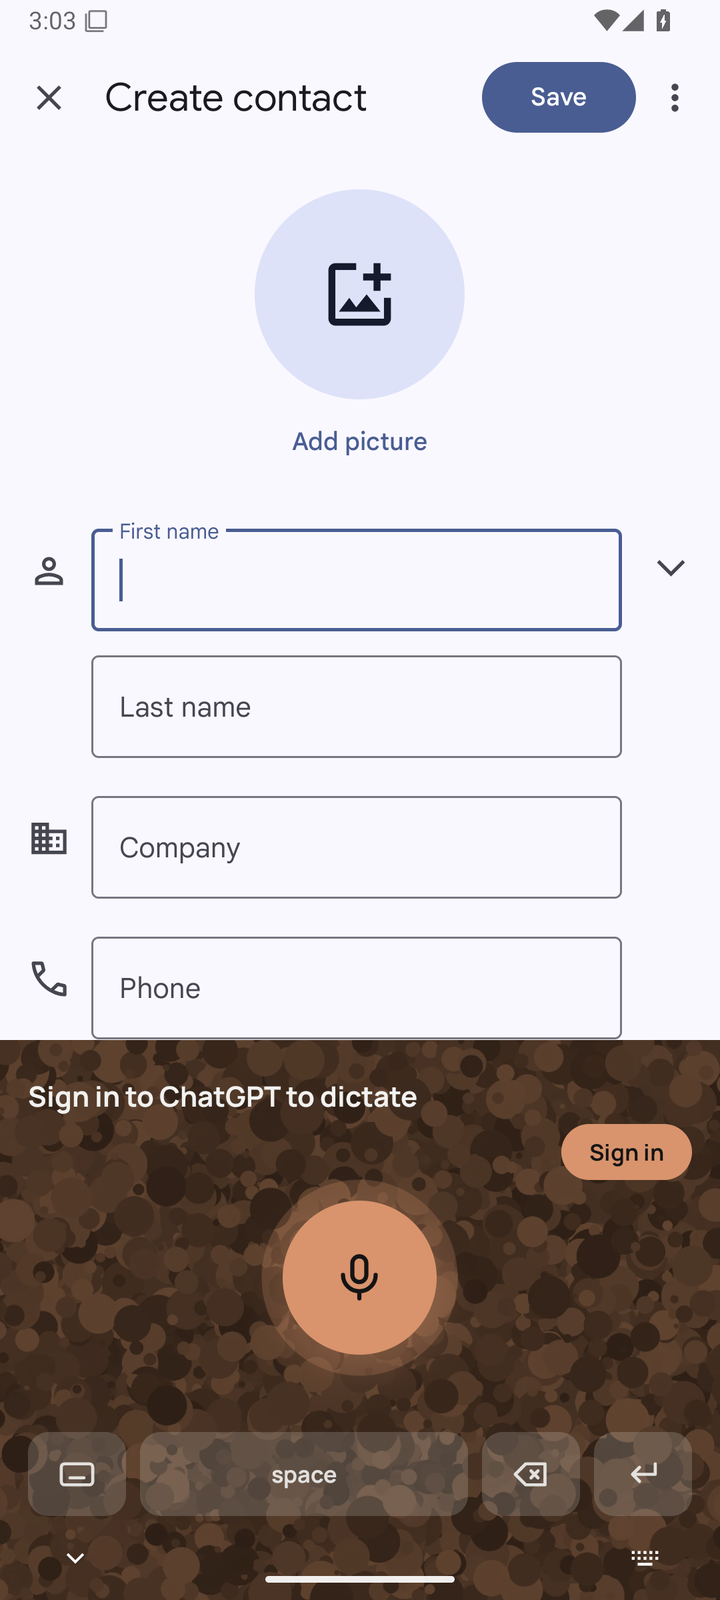 3:03
Create contact
Save
Add picture
First name
Last name
Company
Phone
Sign in to ChatGPT to dictate
Sign in
space